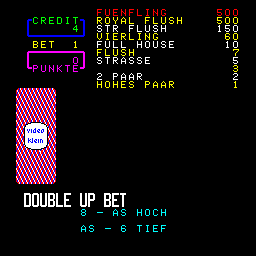 FUENFLING 500
CREDIT ROYAL FLUSH 500
4 STR FLUSH 150
VIERLING 60
BET 1 FULL HOUSE 10
FLUSH 7
0 STRASSE 5
PUNKTE 3
2 PAAR 2
HOHES PAAR 1
video
klein
DOUBLE UP BET
8 - AS HOCH
AS - 6 TIEF